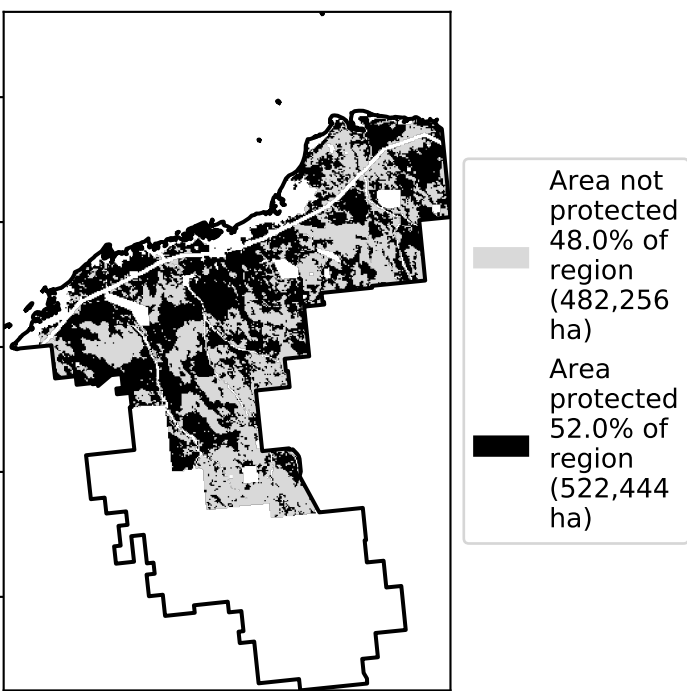 Area not
protected
48.0% of
region
(482,256
ha)
Area
protected
52.0% of
region
(522,444
ha)